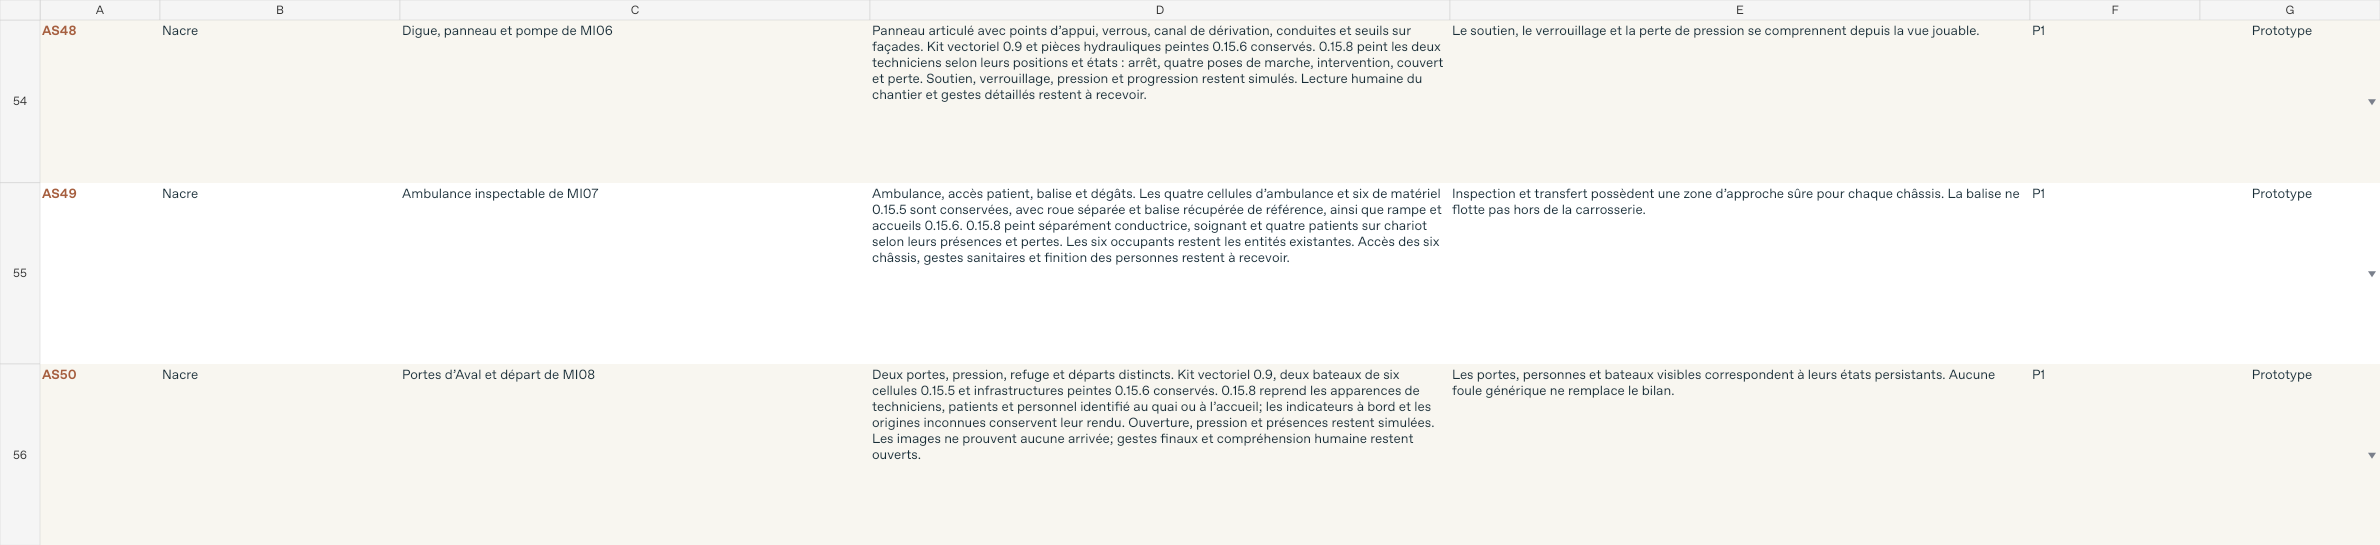 A B C D E F G
54
AS48
Nacre
Digue, panneau et pompe de MI06
Panneau articulé avec points d’appui, verrous, canal de dérivation, conduites et seuils sur
façades. Kit vectoriel 0.9 et pièces hydrauliques peintes 0.15.6 conservés. 0.15.8 peint les deux
techniciens selon leurs positions et états : arrêt, quatre poses de marche, intervention, couvert
et perte. Soutien, verrouillage, pression et progression restent simulés. Lecture humaine du
chantier et gestes détaillés restent à recevoir.
Le soutien, le verrouillage et la perte de pression se comprennent depuis la vue jouable.
P1
Prototype
55
AS49
Nacre
Ambulance inspectable de MI07
Ambulance, accès patient, balise et dégâts. Les quatre cellules d’ambulance et six de matériel
0.15.5 sont conservées, avec roue séparée et balise récupérée de référence, ainsi que rampe et
accueils 0.15.6. 0.15.8 peint séparément conductrice, soignant et quatre patients sur chariot
selon leurs présences et pertes. Les six occupants restent les entités existantes. Accès des six
châssis, gestes sanitaires et finition des personnes restent à recevoir.
Inspection et transfert possèdent une zone d’approche sûre pour chaque châssis. La balise ne
flotte pas hors de la carrosserie.
P1
Prototype
56
AS50
Nacre
Portes d’Aval et départ de MI08
Deux portes, pression, refuge et départs distincts. Kit vectoriel 0.9, deux bateaux de six
cellules 0.15.5 et infrastructures peintes 0.15.6 conservés. 0.15.8 reprend les apparences de
techniciens, patients et personnel identifié au quai ou à l’accueil; les indicateurs à bord et les
origines inconnues conservent leur rendu. Ouverture, pression et présences restent simulées.
Les images ne prouvent aucune arrivée; gestes finaux et compréhension humaine restent
ouverts.
Les portes, personnes et bateaux visibles correspondent à leurs états persistants. Aucune
foule générique ne remplace le bilan.
P1
Prototype